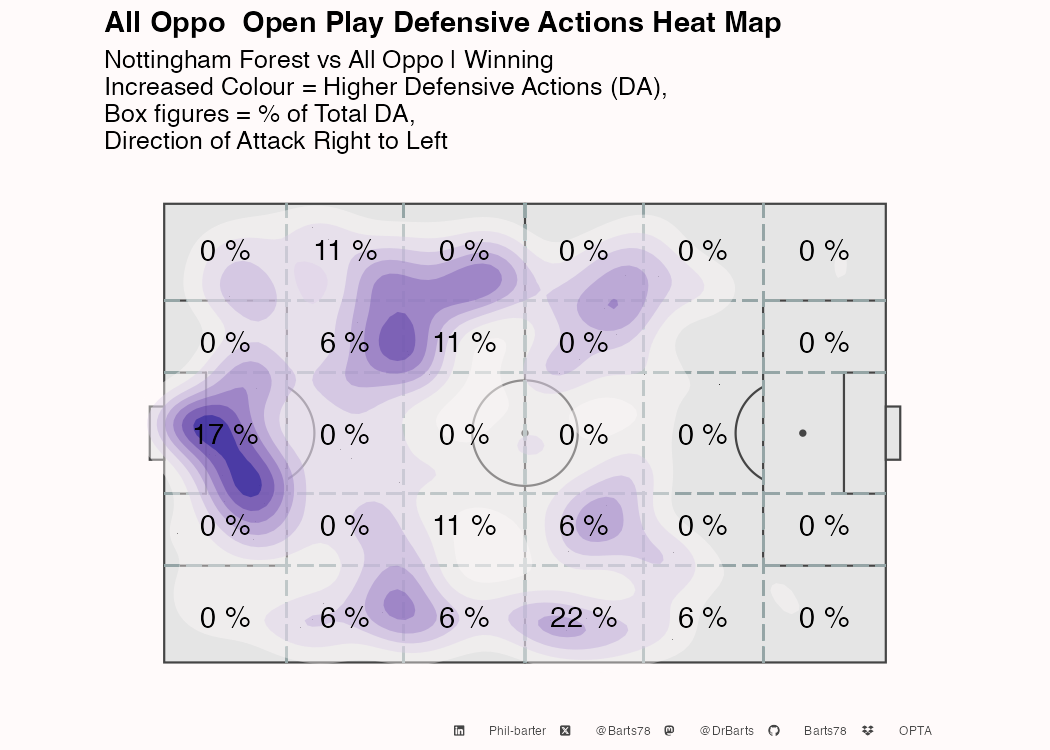 All Oppo  Open Play Defensive Actions Heat Map
Nottingham Forest vs All Oppo | Winning
Increased Colour = Higher Defensive Actions (DA),
Box figures = % of Total DA,
Direction of Attack Right to Left
0 % 11 % 0 % 0 % 0 % 0 %
0 % 6 % 11 % 0 % 0 %
17 % 0 % 0 % 0 % 0 %
0 % 0 % 11 % 6 % 0 % 0 %
0 % 6 % 6 % 22 % 6 % 0 %
Phil-barter @Barts78 @DrBarts Barts78 OPTA